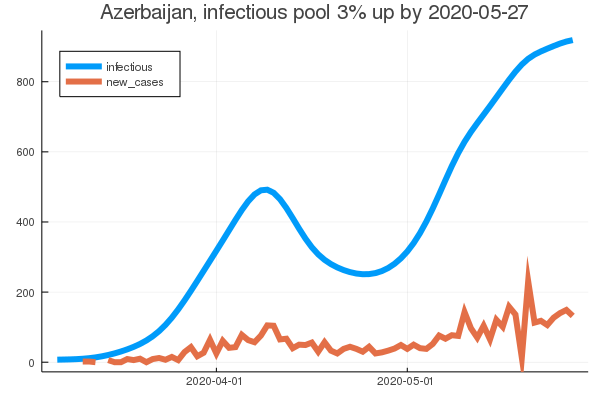 Azerbaijan, infectious pool 3% up by 2020-05-27
infectious
new_cases
800
600
400
200
0
2020-04-01
2020-05-01